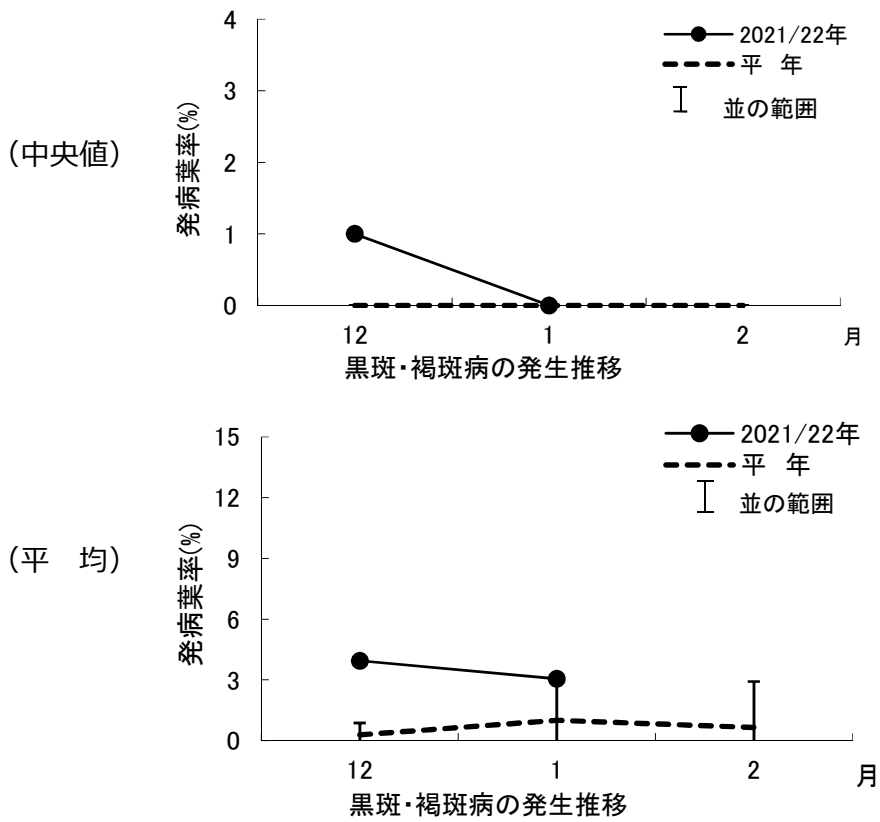 （中央値）
発病葉率(%)
4
3
2
1
0
2021/22年
平　年
並の範囲
12 1 2 月
黒斑・褐斑病の発生推移
（平　均）
発病葉率(%)
15
12
9
6
3
0
2021/22年
平　年
並の範囲
12 1 2 月
黒斑・褐斑病の発生推移